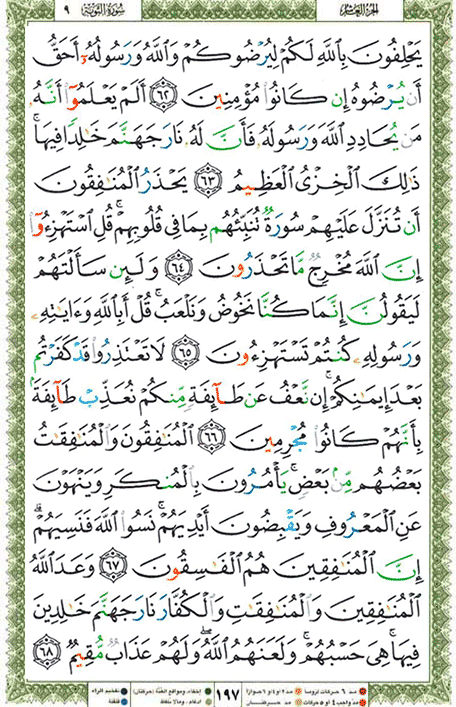 الجزء العاشر سورة التوبة ٩
يَحْلِفُونَ بِٱللَّهِ لَكُمْ لِيُرْضُوكُمْ وَٱللَّهُ وَرَسُولُهُۥٓ أَحَقُّ
أَن يُرْضُوهُ إِن كَانُوا۟ مُؤْمِنِينَ ٦٢ أَلَمْ يَعْلَمُوٓا۟ أَنَّهُۥ
مَن يُحَادِدِ ٱللَّهَ وَرَسُولَهُۥ فَأَنَّ لَهُۥ نَارَ جَهَنَّمَ خَٰلِدًا فِيهَا ۚ
ذَٰلِكَ ٱلْخِزْىُ ٱلْعَظِيمُ ٦٣ يَحْذَرُ ٱلْمُنَٰفِقُونَ
أَن تُنَزَّلَ عَلَيْهِمْ سُورَةٌ تُنَبِّئُهُم بِمَا فِى قُلُوبِهِمْ ۚ قُلِ ٱسْتَهْزِءُوٓا۟
إِنَّ ٱللَّهَ مُخْرِجٌ مَّا تَحْذَرُونَ ٦٤ وَلَئِن سَأَلْتَهُمْ
لَيَقُولُنَّ إِنَّمَا كُنَّا نَخُوضُ وَنَلْعَبُ ۚ قُلْ أَبِٱللَّهِ وَءَايَٰتِهِۦ
وَرَسُولِهِۦ كُنتُمْ تَسْتَهْزِءُونَ ٦٥ لَا تَعْتَذِرُوا۟ قَدْ كَفَرْتُم
بَعْدَ إِيمَٰنِكُمْ ۚ إِن نَّعْفُ عَن طَآئِفَةٍ مِّنكُمْ نُعَذِّبْ طَآئِفَةًۢ
بِأَنَّهُمْ كَانُوا۟ مُجْرِمِينَ ٦٦ ٱلْمُنَٰفِقُونَ وَٱلْمُنَٰفِقَٰتُ
بَعْضُهُم مِّنۢ بَعْضٍ ۚ يَأْمُرُونَ بِٱلْمُنكَرِ وَيَنْهَوْنَ
عَنِ ٱلْمَعْرُوفِ وَيَقْبِضُونَ أَيْدِيَهُمْ ۚ نَسُوا۟ ٱللَّهَ فَنَسِيَهُمْ ۗ
إِنَّ ٱلْمُنَٰفِقِينَ هُمُ ٱلْفَٰسِقُونَ ٦٧ وَعَدَ ٱللَّهُ
ٱلْمُنَٰفِقِينَ وَٱلْمُنَٰفِقَٰتِ وَٱلْكُفَّارَ نَارَ جَهَنَّمَ خَٰلِدِينَ
فِيهَا ۚ هِىَ حَسْبُهُمْ ۚ وَلَعَنَهُمُ ٱللَّهُ ۖ وَلَهُمْ عَذَابٌ مُّقِيمٌ ٦٨
مد ٦ حركات لزوما مد ٢ او ٤ او ٦ جوازا ١٩٧ إخفاء، ومواقع الغنّة (حركتان) تفخيم الراء
مد واجب ٤ او ٥ حركات مد حركتان إدغام، وما لا يلفظ قلقلة